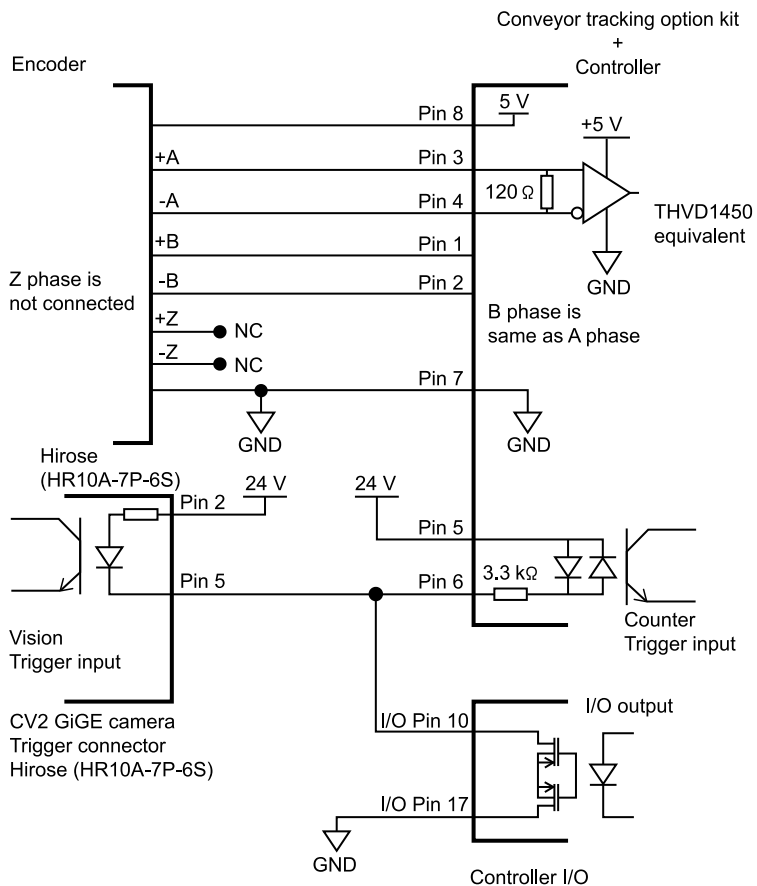 Conveyor tracking option kit
+
Controller
Encoder
5 V
Pin 8
+5 V
+A
Pin 3
120 Ω
-A
Pin 4
THVD1450
equivalent
+B
Pin 1
GND
Z phase is
not connected
-B
Pin 2
B phase is
same as A phase
+Z
NC
-Z
NC
Pin 7
GND
GND
Hirose
(HR10A-7P-6S)
24 V
24 V
Pin 2
Pin 5
Pin 5
Pin 6
3.3 kΩ
Vision
Trigger input
Counter
Trigger input
CV2 GiGE camera
Trigger connector
Hirose (HR10A-7P-6S)
I/O Pin 10
I/O output
I/O Pin 17
GND
Controller I/O